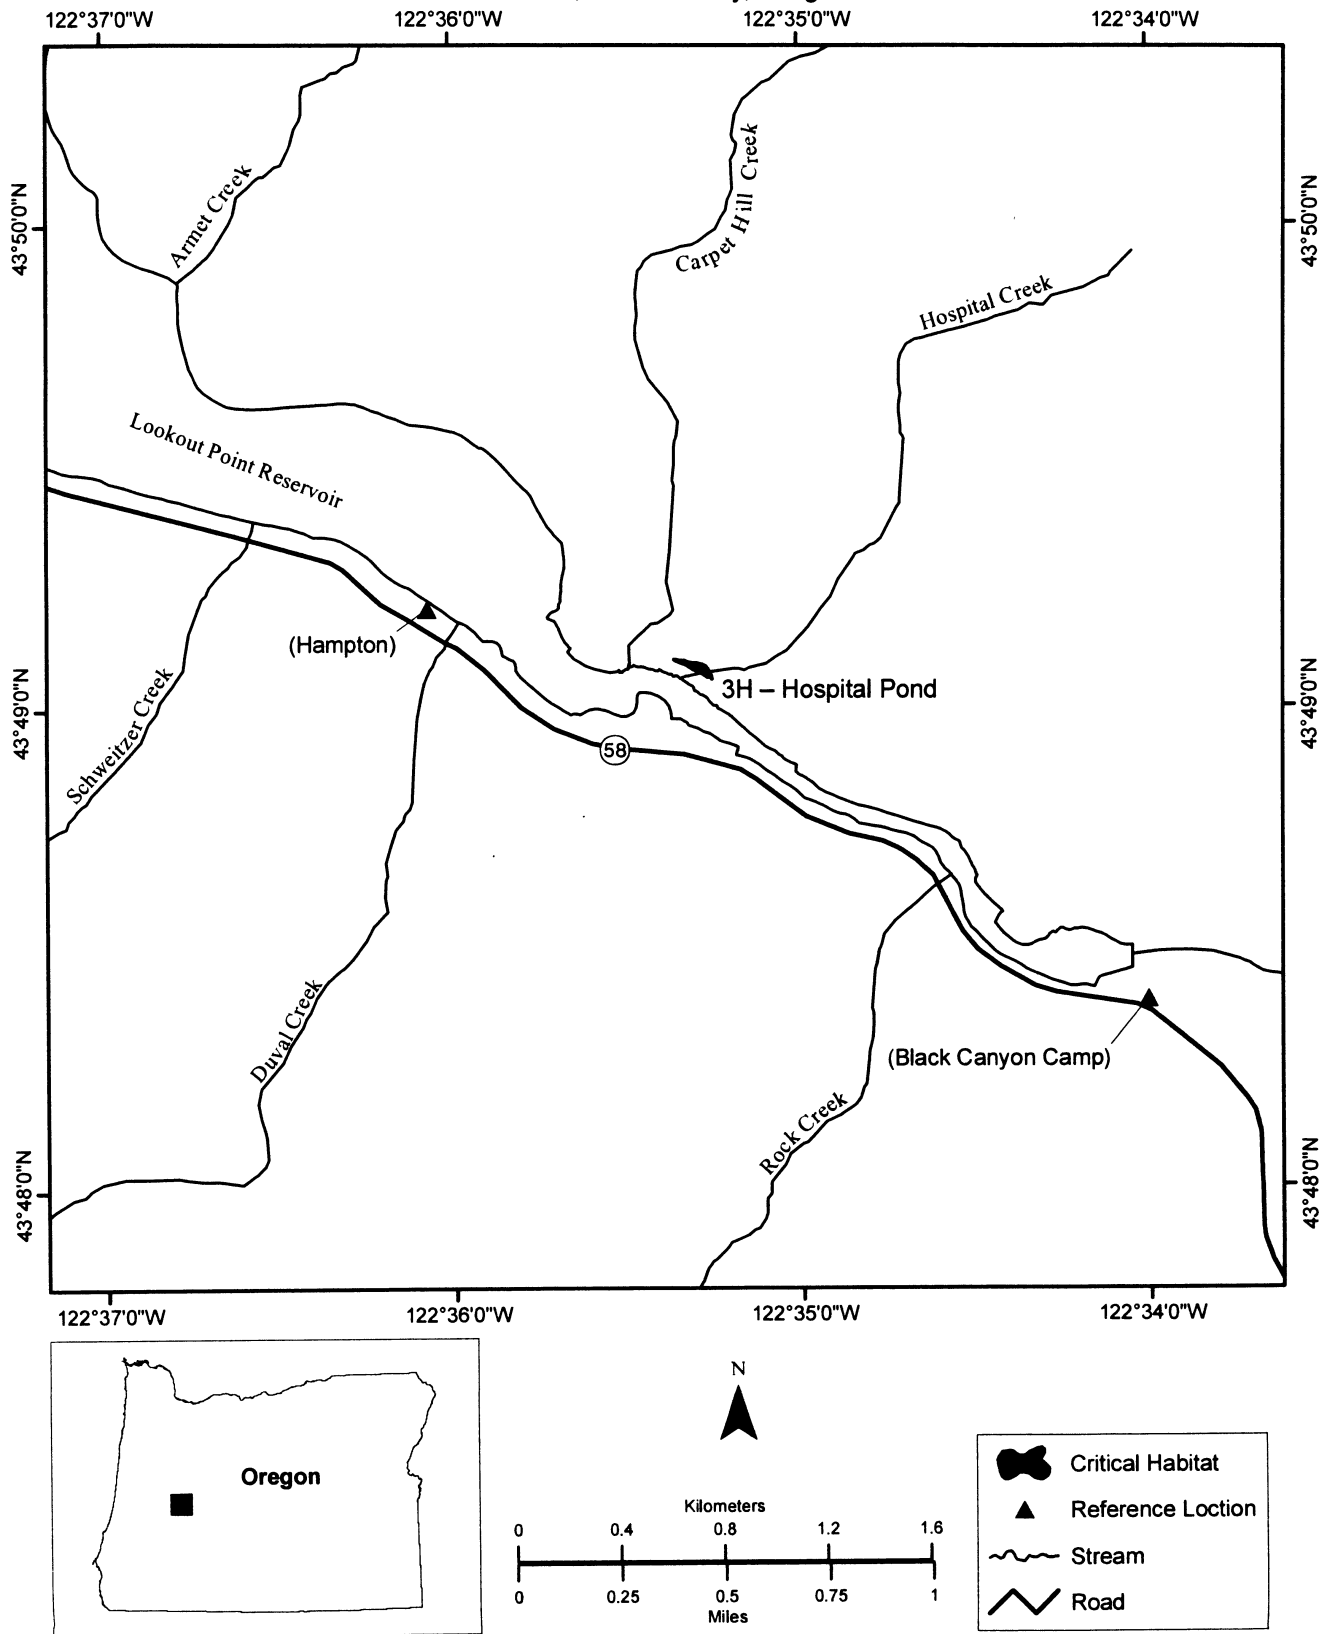 122°37'0"W 122°36'0"W 122°35'0"W 122°34'0"W
43°50'0"N
43°50'0"N
Armet Creek
Carpet Hill Creek
Hospital Creek
Lookout Point Reservoir
(Hampton)
3H – Hospital Pond
43°49'0"N
43°49'0"N
Schweitzer Creek
58
Duval Creek
(Black Canyon Camp)
Rock Creek
43°48'0"N
43°48'0"N
122°37'0"W 122°36'0"W 122°35'0"W 122°34'0"W
Oregon
N
Kilometers
0 0.4 0.8 1.2 1.6
0 0.25 0.5 0.75 1
Miles
Critical Habitat
Reference Loction
Stream
Road